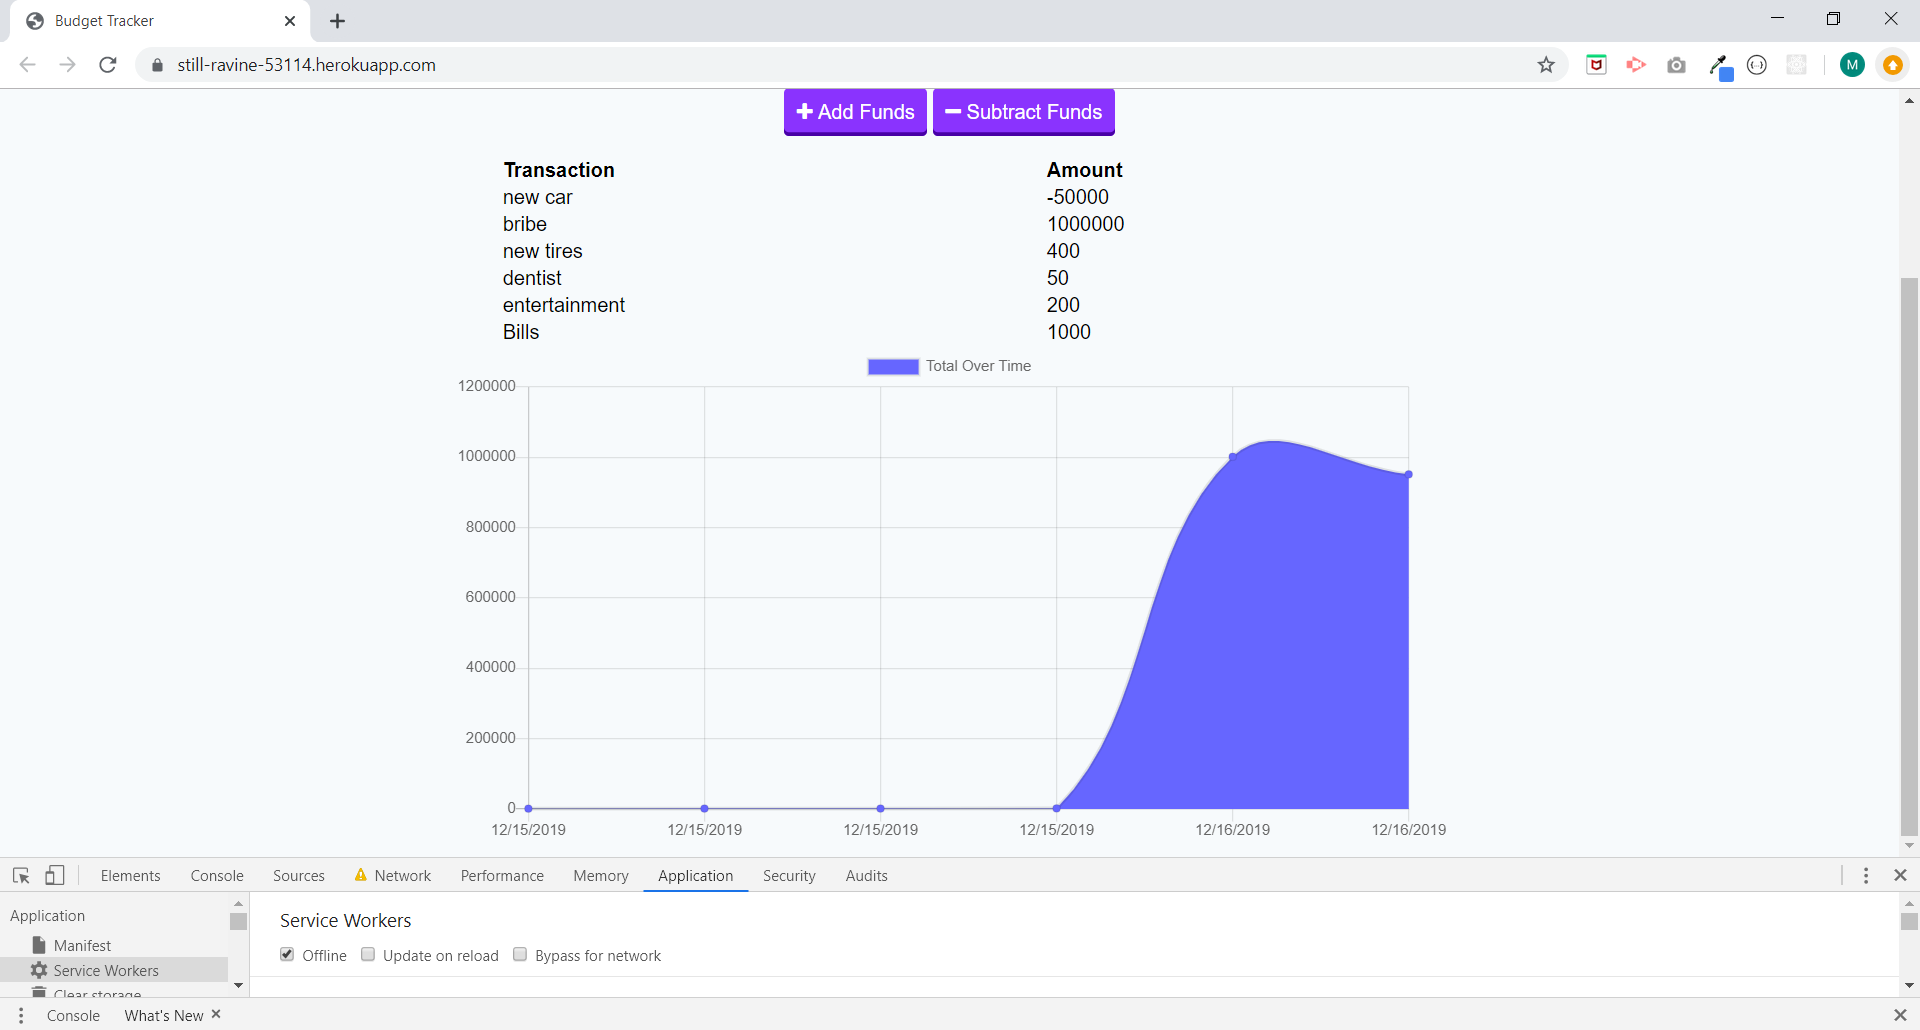 Budget Tracker
still-ravine-53114.herokuapp.com
M
Add Funds Subtract Funds
Transaction Amount
new car -50000
bribe 1000000
new tires 400
dentist 50
entertainment 200
Bills 1000
Total Over Time
1200000
1000000
800000
600000
400000
200000
0
12/15/2019 12/15/2019 12/15/2019 12/15/2019 12/16/2019 12/16/2019
Elements Console Sources Network Performance Memory Application Security Audits
Application
Manifest
Service Workers
Clear storage
Service Workers
Offline Update on reload Bypass for network
Console What's New